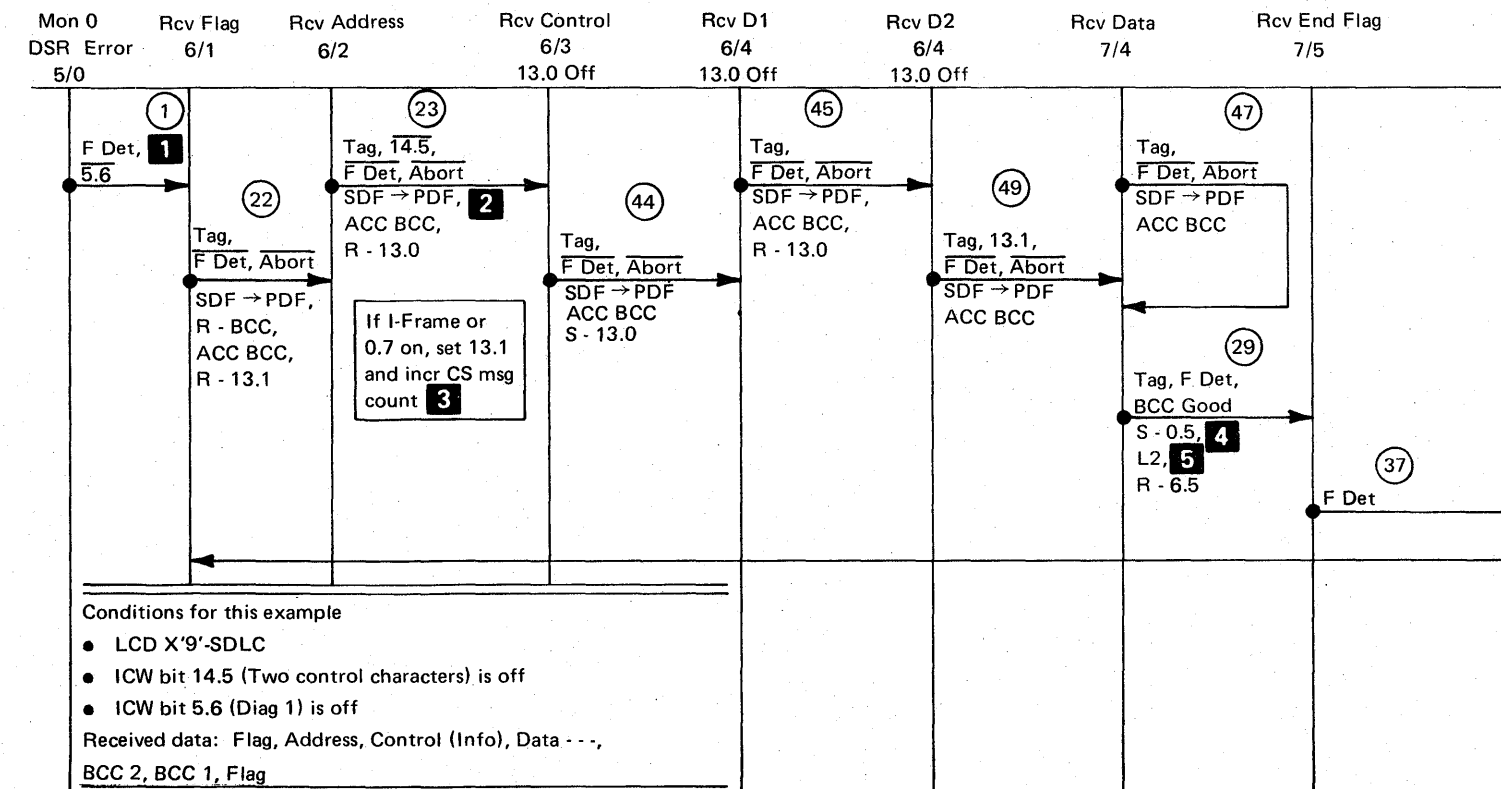 Mon 0
DSR Error
5/0
Rcv Flag
6/1
Rcv Address
6/2
Rcv Control
6/3
13.0 Off
Rcv D1
6/4
13.0 Off
Rcv D2
6/4
13.0 Off
Rcv Data
7/4
Rcv End Flag
7/5
1
F Det, 1
5.6
22
Tag,
F Det, Abort
SDF → PDF,
R - BCC,
ACC BCC,
R - 13.1
23
Tag, 14.5,
F Det, Abort
SDF → PDF, 2
ACC BCC,
R - 13.0
If I-Frame or
0.7 on, set 13.1
and incr CS msg
count 3
44
Tag,
F Det, Abort
SDF → PDF
ACC BCC
S - 13.0
45
Tag,
F Det, Abort
SDF → PDF,
ACC BCC,
R - 13.0
49
Tag, 13.1,
F Det, Abort
SDF → PDF
ACC BCC
47
Tag,
F Det, Abort
SDF → PDF
ACC BCC
29
Tag, F Det,
BCC Good
S - 0.5, 4
L2, 5
R - 6.5
37
F Det
Conditions for this example
● LCD X'9'-SDLC
● ICW bit 14.5 (Two control characters) is off
● ICW bit 5.6 (Diag 1) is off
Received data: Flag, Address, Control (Info), Data - - -,
BCC 2, BCC 1, Flag